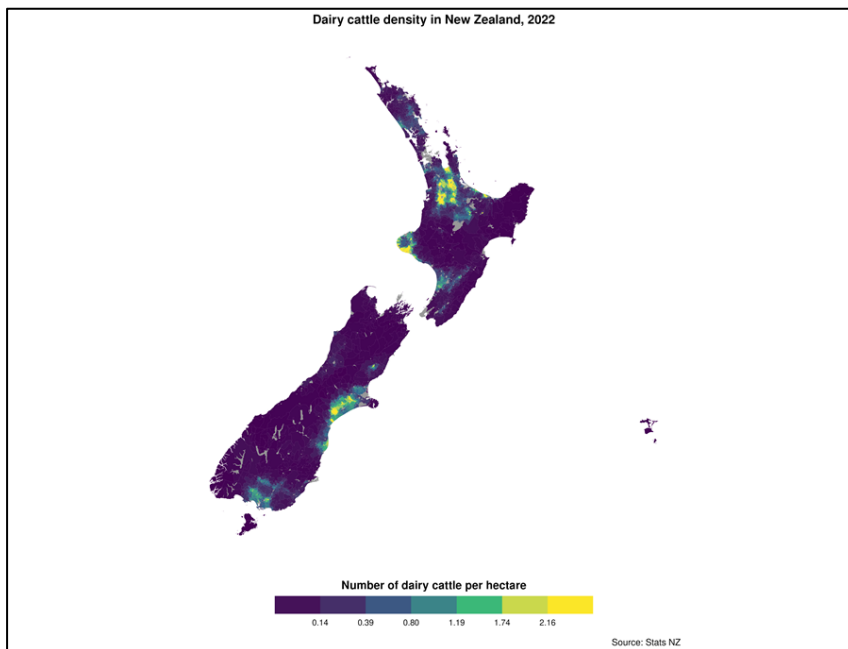 Dairy cattle density in New Zealand, 2022
Number of dairy cattle per hectare
0.14 0.39 0.80 1.19 1.74 2.16
Source: Stats NZ